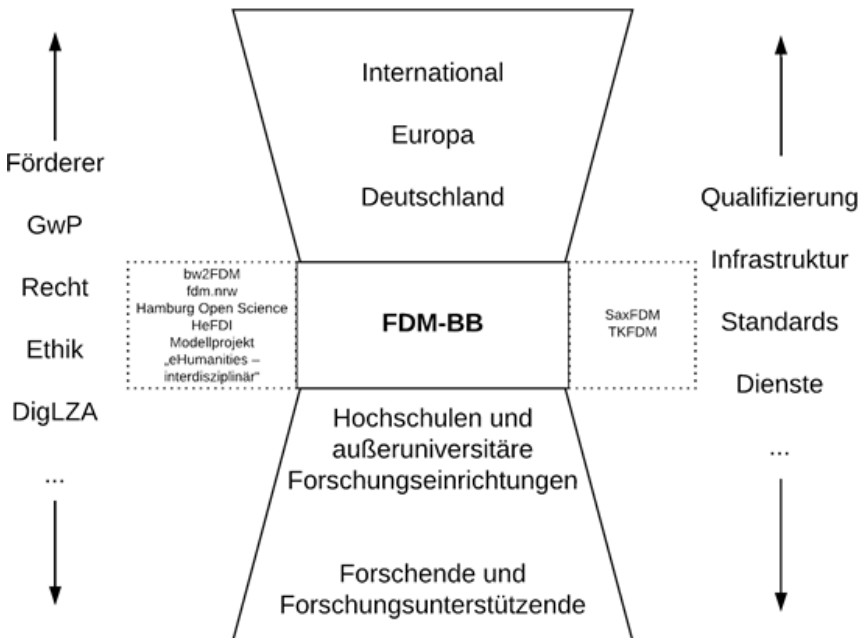 International
Europa
Deutschland
Förderer
GwP
Recht
Ethik
DigLZA
...
bw2FDM
fdm.nrw
Hamburg Open Science
HeFDI
Modellprojekt
„eHumanities –
interdisziplinär“
FDM-BB
SaxFDM
TKFDM
Qualifizierung
Infrastruktur
Standards
Dienste
...
Hochschulen und
außeruniversitäre
Forschungseinrichtungen
Forschende und
Forschungsunterstützende